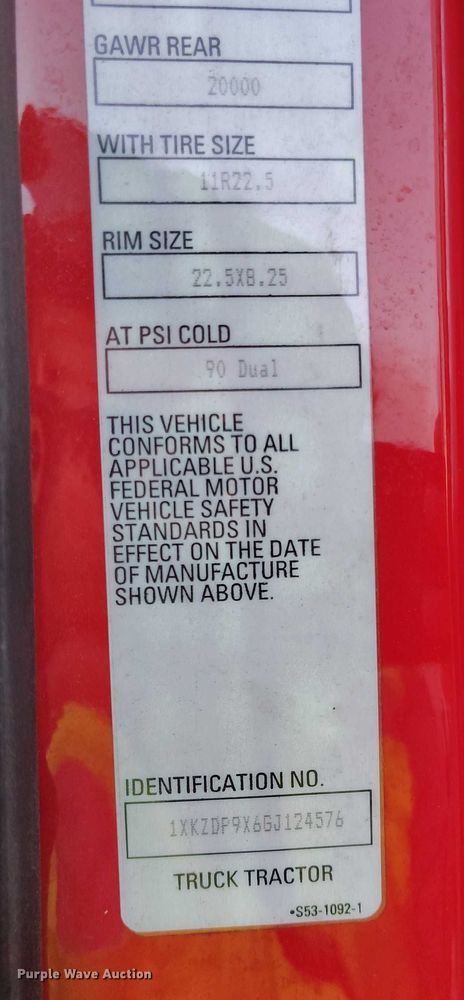 GAWR REAR
20000
WITH TIRE SIZE
11R22.5
RIM SIZE
22.5X8.25
AT PSI COLD
90 Dual
THIS VEHICLE
CONFORMS TO ALL
APPLICABLE U.S.
FEDERAL MOTOR
VEHICLE SAFETY
STANDARDS IN
EFFECT ON THE DATE
OF MANUFACTURE
SHOWN ABOVE.
IDENTIFICATION NO.
1XKZDP9X6GJ124576
TRUCK TRACTOR
•S53-1092-1
Purple Wave Auction